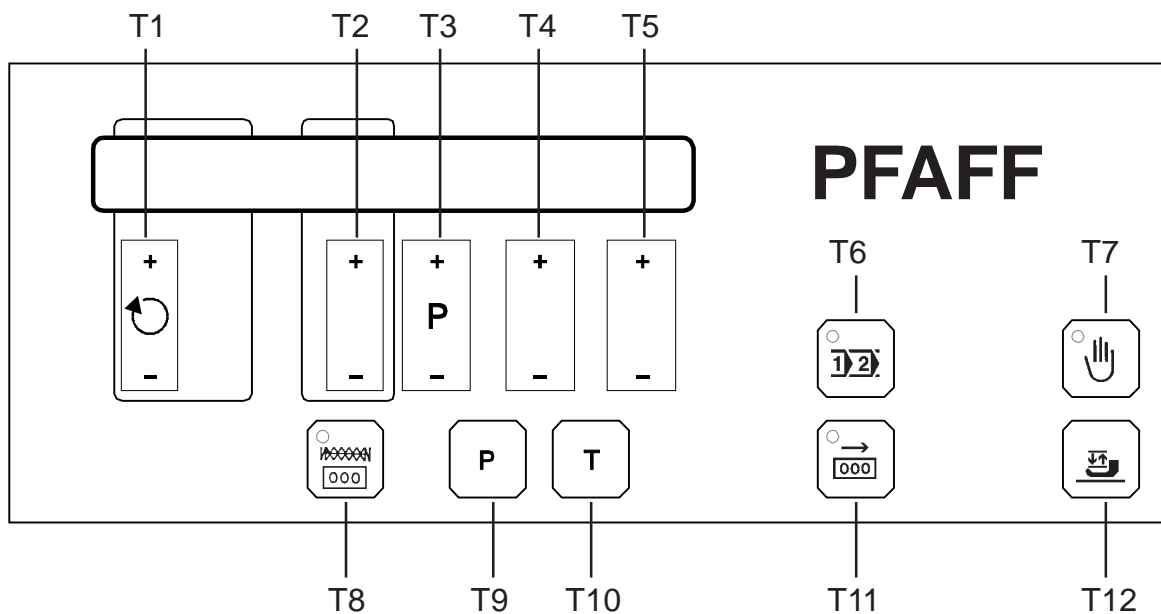 T1 T2 T3 T4 T5
PFAFF
T6 T7
+ + + + +
P
- - - - -
1 2
000
P
T
000
T8 T9 T10 T11 T12